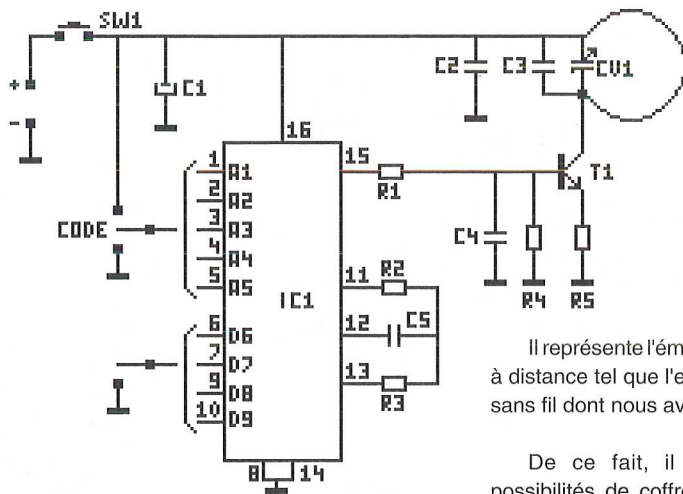 SW1
+
-
C1
C2
C3
CV1
16
1
A1
15
R1
T1
2
A2
3
A3
CODE
4
A4
5
A5
C4
R4
R5
IC1
11
R2
12
C5
13
R3
6
D6
7
D7
9
D8
10
D9
8
14
Il représente l'ém
à distance tel que l'e
sans fil dont nous av
De ce fait, il
possibilités de coffre